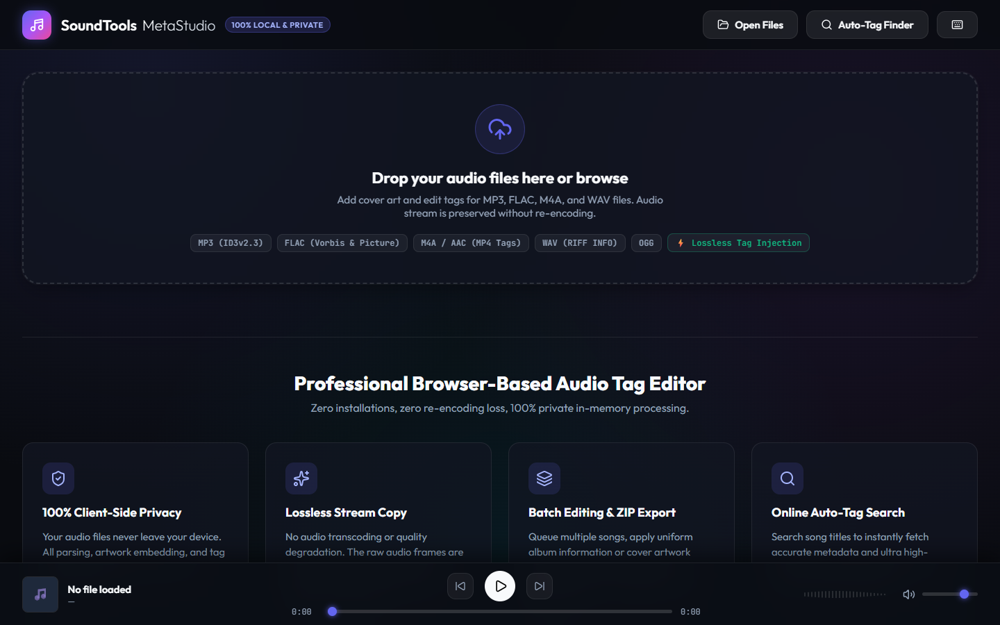 SoundTools MetaStudio 100% LOCAL & PRIVATE
Open Files
Auto-Tag Finder
Drop your audio files here or browse
Add cover art and edit tags for MP3, FLAC, M4A, and WAV files. Audio
stream is preserved without re-encoding.
MP3 (ID3v2.3)
FLAC (Vorbis & Picture)
M4A / AAC (MP4 Tags)
WAV (RIFF INFO)
OGG
Lossless Tag Injection
Professional Browser-Based Audio Tag Editor
Zero installations, zero re-encoding loss, 100% private in-memory processing.
100% Client-Side Privacy
Your audio files never leave your device.
All parsing, artwork embedding, and tag
Lossless Stream Copy
No audio transcoding or quality
degradation. The raw audio frames are
Batch Editing & ZIP Export
Queue multiple songs, apply uniform
album information or cover artwork
Online Auto-Tag Search
Search song titles to instantly fetch
accurate metadata and ultra high-
No file loaded
—
0:00
0:00